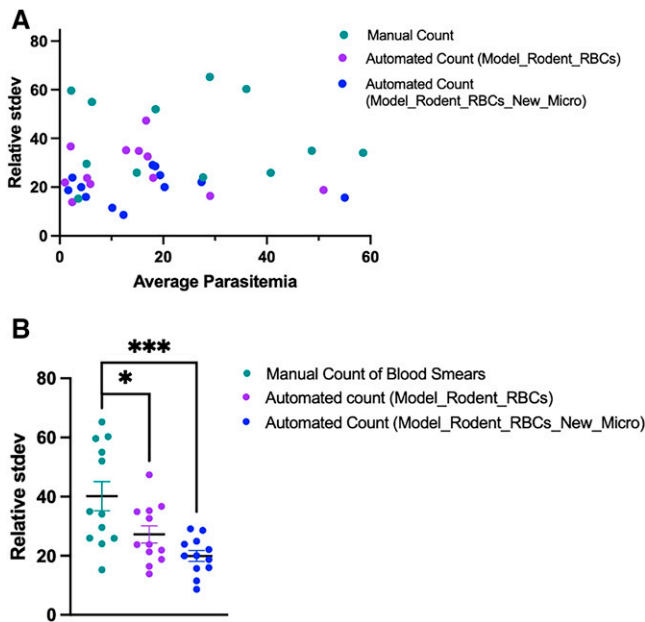 A
80
60
40
20
0
Relative stdev
0
20
40
60
Average Parasitemia
Manual Count
Automated Count (Model_Rodent_RBCs)
Automated Count
(Model_Rodent_RBCs_New_Micro)
B
***
*
80
60
40
20
0
Relative stdev
Manual Count of Blood Smears
Automated count (Model_Rodent_RBCs)
Automated Count (Model_Rodent_RBCs_New_Micro)